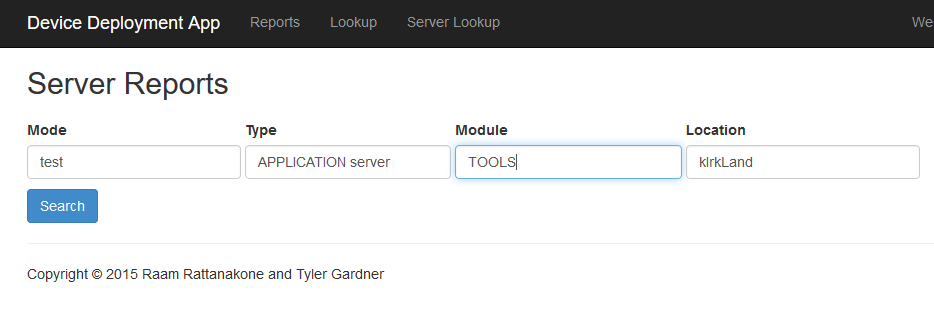 Device Deployment App Reports Lookup Server Lookup We
Server Reports
Mode Type Module Location
test APPLICATION server TOOLS kIrkLand
Search
Copyright © 2015 Raam Rattanakone and Tyler Gardner